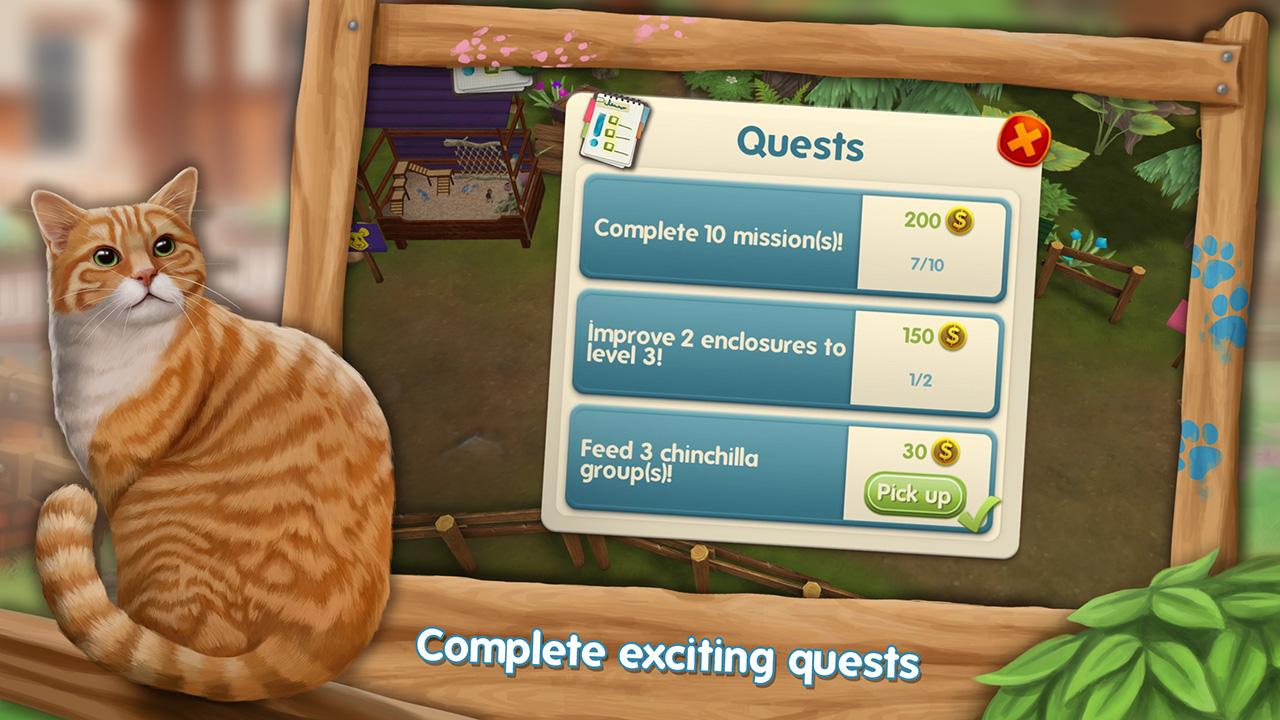 Quests
Complete 10 mission(s)!
200
7/10
Improve 2 enclosures to
level 3!
150
1/2
Feed 3 chinchilla
group(s)!
30
Pick up
Complete exciting quests